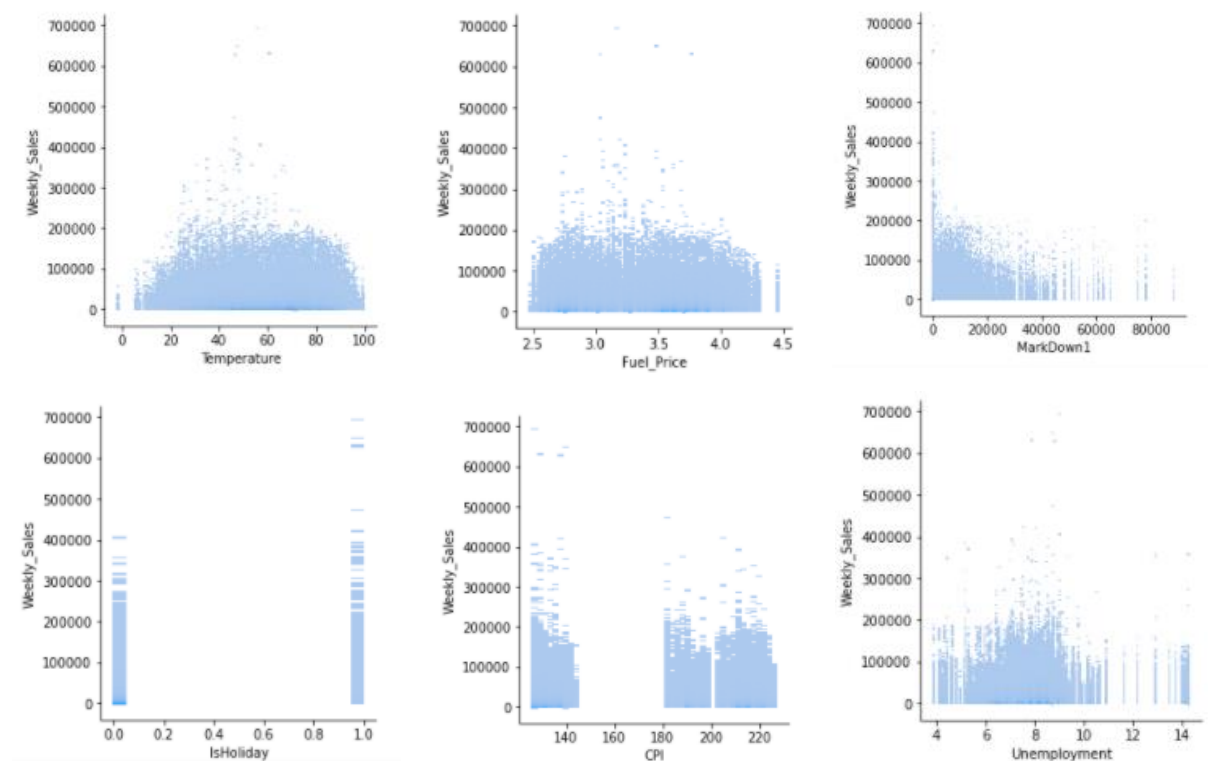 700000
600000
500000
400000
300000
200000
100000
0
Weekly_Sales
0 20 40 60 80 100
Temperature
700000
600000
500000
400000
300000
200000
100000
0
Weekly_Sales
2.5 3.0 3.5 4.0 4.5
Fuel_Price
700000
600000
500000
400000
300000
200000
100000
0
Weekly_Sales
0 20000 40000 60000 80000
MarkDown1
700000
600000
500000
400000
300000
200000
100000
0
Weekly_Sales
0.0 0.2 0.4 0.6 0.8 1.0
IsHoliday
700000
600000
500000
400000
300000
200000
100000
0
Weekly_Sales
140 160 180 200 220
CPI
700000
600000
500000
400000
300000
200000
100000
0
Weekly_Sales
4 6 8 10 12 14
Unemployment